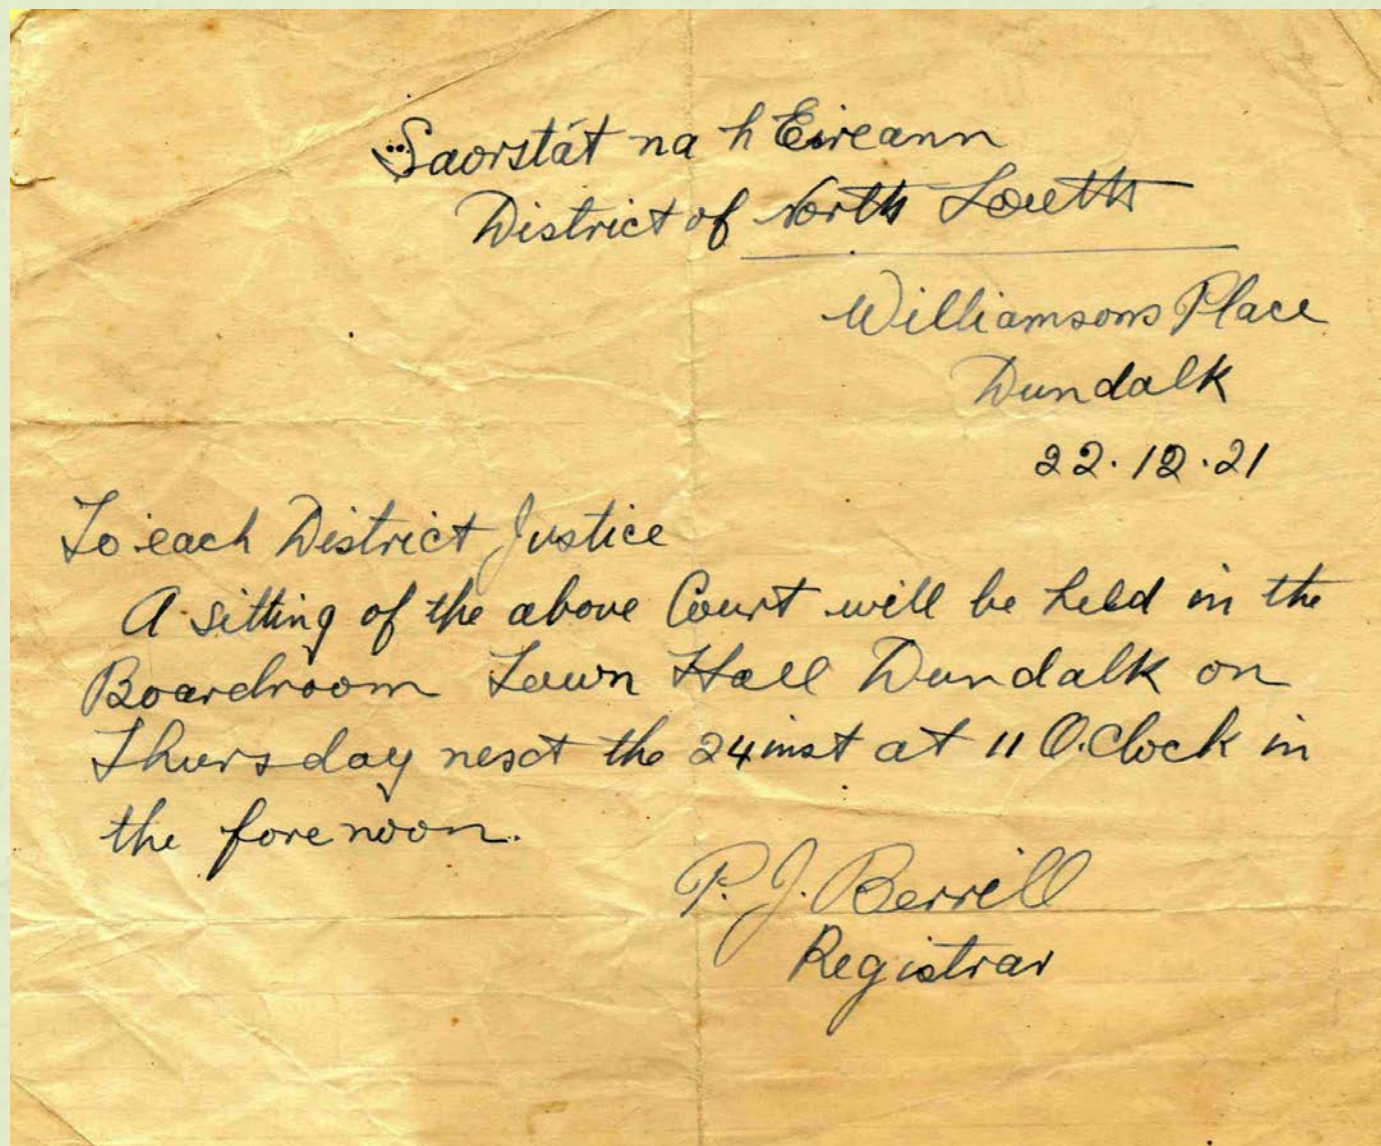 Saorstát na h Eireann
District of North Louth
Williamsons Place
Dundalk
22.12.21
To each District Justice
A sitting of the above Court will be held in the
Boardroom Town Hall Dundalk on
Thursday next the 24 inst at 11 O.Clock in
the forenoon.
P. J. Berrill
Registrar